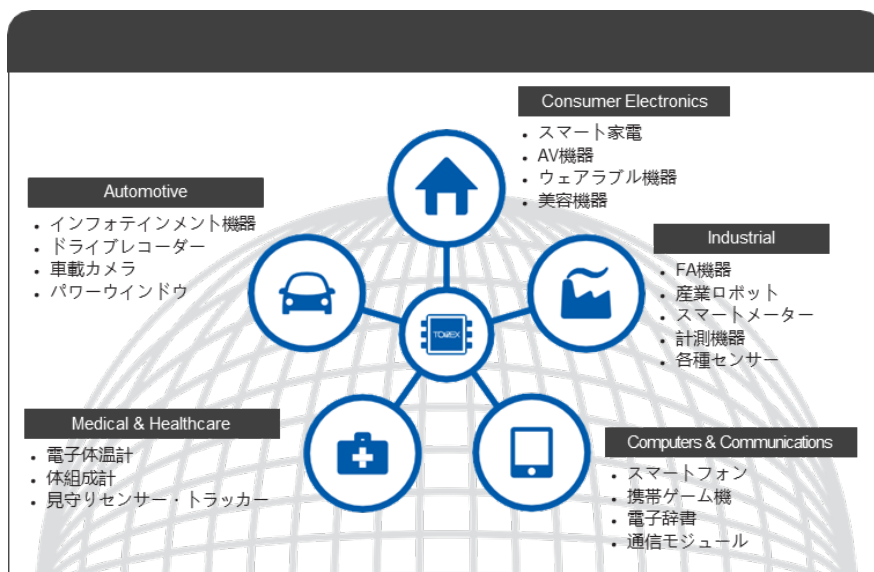 Consumer Electronics
• スマート家電
• AV機器
• ウェアラブル機器
• 美容機器
Automotive
• インフォテインメント機器
• ドライブレコーダー
• 車載カメラ
• パワーウインドウ
Industrial
• FA機器
• 産業ロボット
• スマートメーター
• 計測機器
• 各種センサー
TOREX
Medical & Healthcare
• 電子体温計
• 体組成計
• 見守りセンサー・トラッカー
Computers & Communications
• スマートフォン
• 携帯ゲーム機
• 電子辞書
• 通信モジュール